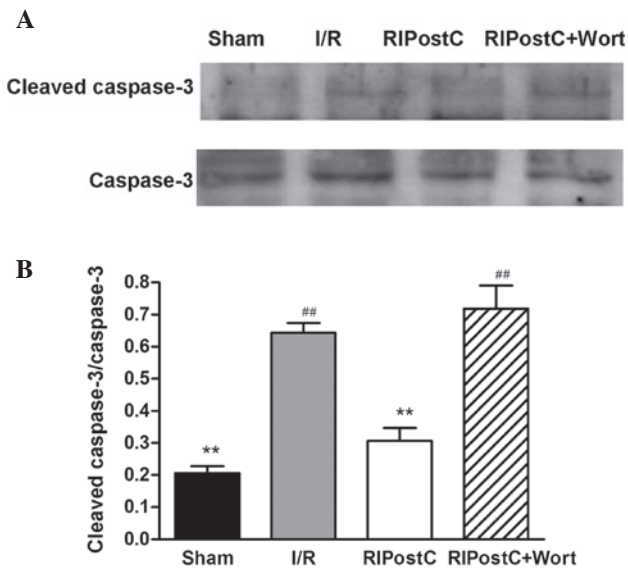 A
Sham I/R RIPostC RIPostC+Wort
Cleaved caspase-3
Caspase-3
B
Cleaved caspase-3/caspase-3
0.8
0.7
0.6
0.5
0.4
0.3
0.2
0.1
0.0
**
##
**
##
Sham I/R RIPostC RIPostC+Wort